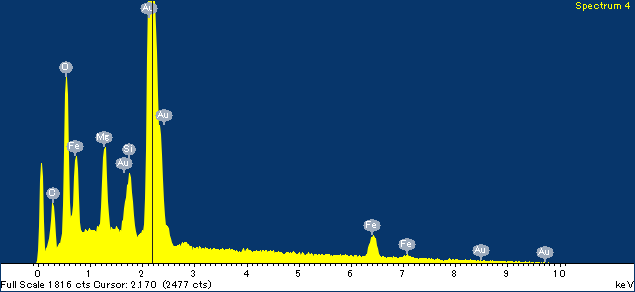 Spectrum 4
Au
O
Au
Mg
Fe
Si
Au
Fe
Fe
Au
Au
0 1 2 3 4 5 6 7 8 9 10
Full Scale 1816 cts Cursor: 2.170 (2477 cts) keV